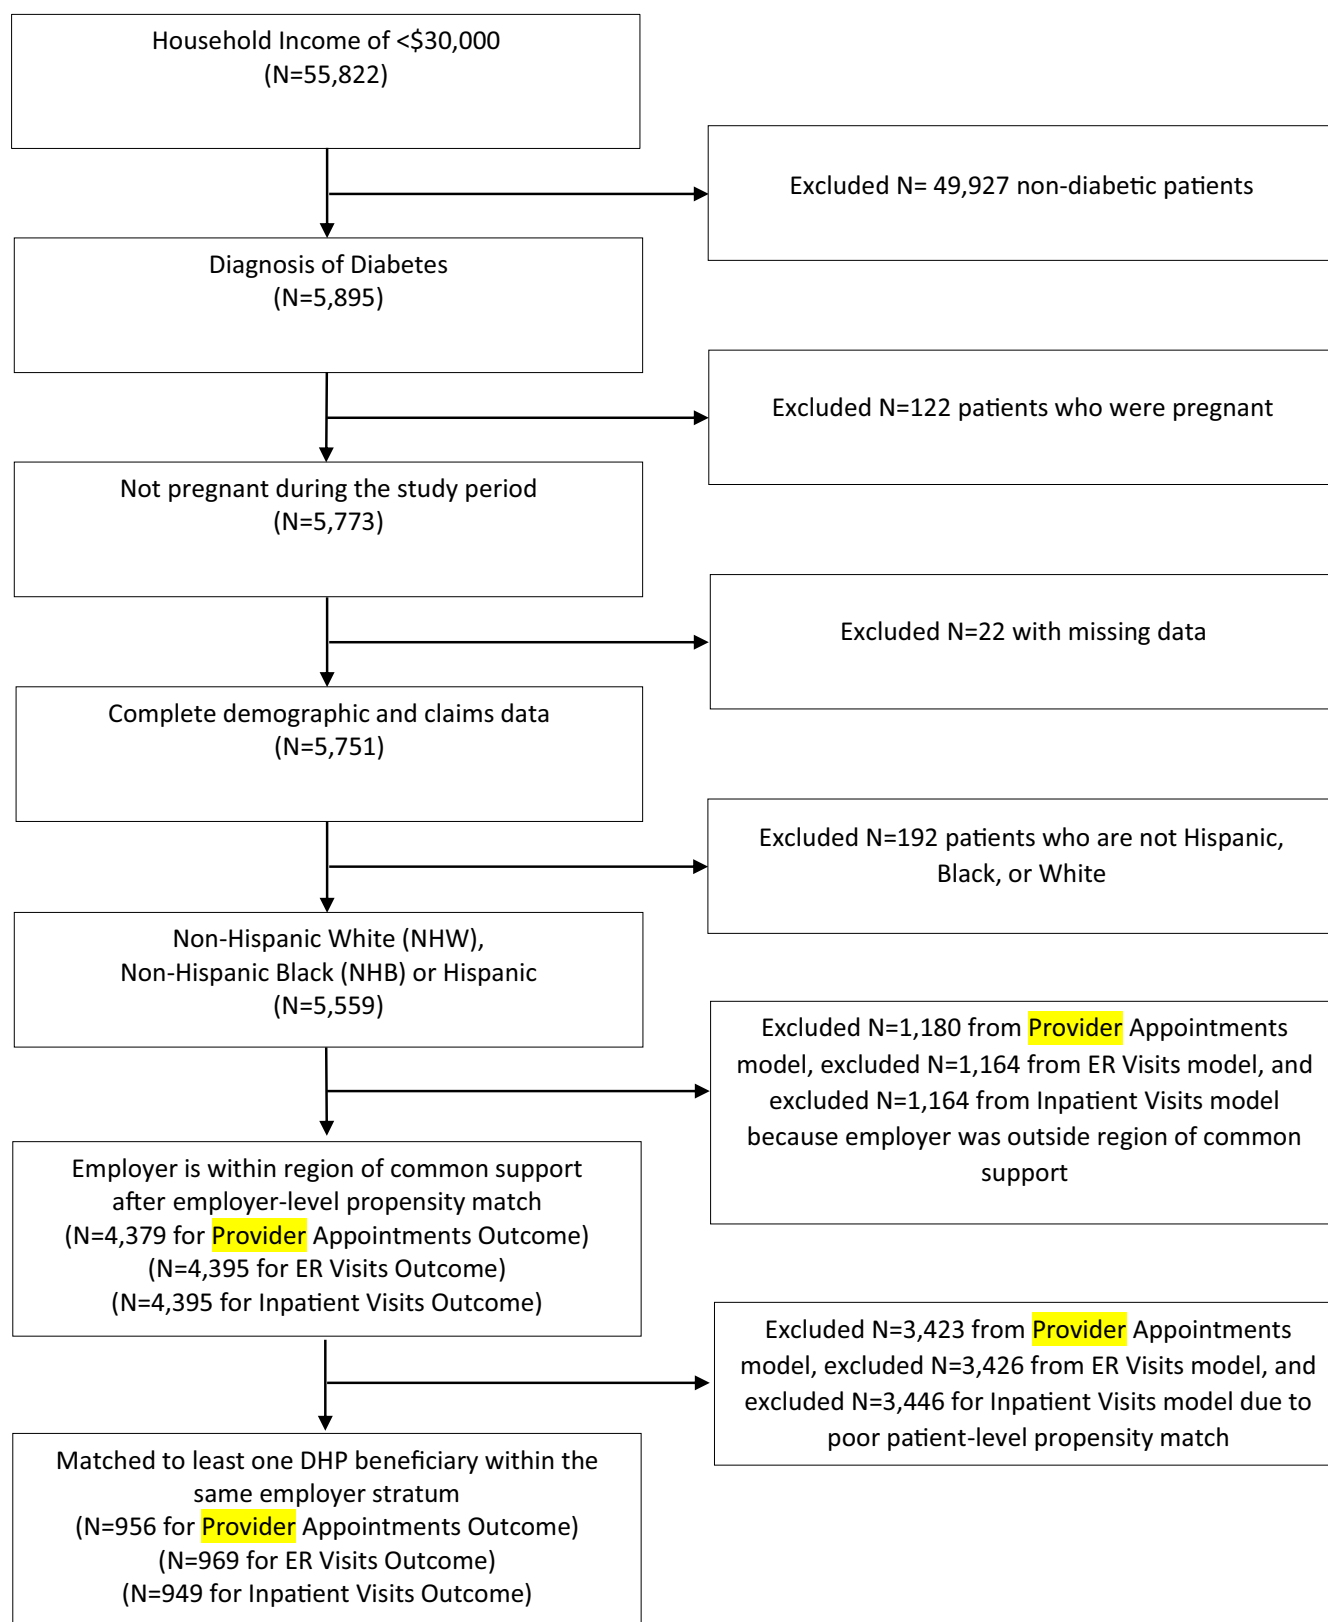 Household Income of <$30,000
(N=55,822)
Excluded N= 49,927 non-diabetic patients
Diagnosis of Diabetes
(N=5,895)
Excluded N=122 patients who were pregnant
Not pregnant during the study period
(N=5,773)
Excluded N=22 with missing data
Complete demographic and claims data
(N=5,751)
Excluded N=192 patients who are not Hispanic,
Black, or White
Non-Hispanic White (NHW),
Non-Hispanic Black (NHB) or Hispanic
(N=5,559)
Excluded N=1,180 from Provider Appointments
model, excluded N=1,164 from ER Visits model, and
excluded N=1,164 from Inpatient Visits model
because employer was outside region of common
support
Employer is within region of common support
after employer-level propensity match
(N=4,379 for Provider Appointments Outcome)
(N=4,395 for ER Visits Outcome)
(N=4,395 for Inpatient Visits Outcome)
Excluded N=3,423 from Provider Appointments
model, excluded N=3,426 from ER Visits model, and
excluded N=3,446 for Inpatient Visits model due to
poor patient-level propensity match
Matched to least one DHP beneficiary within the
same employer stratum
(N=956 for Provider Appointments Outcome)
(N=969 for ER Visits Outcome)
(N=949 for Inpatient Visits Outcome)